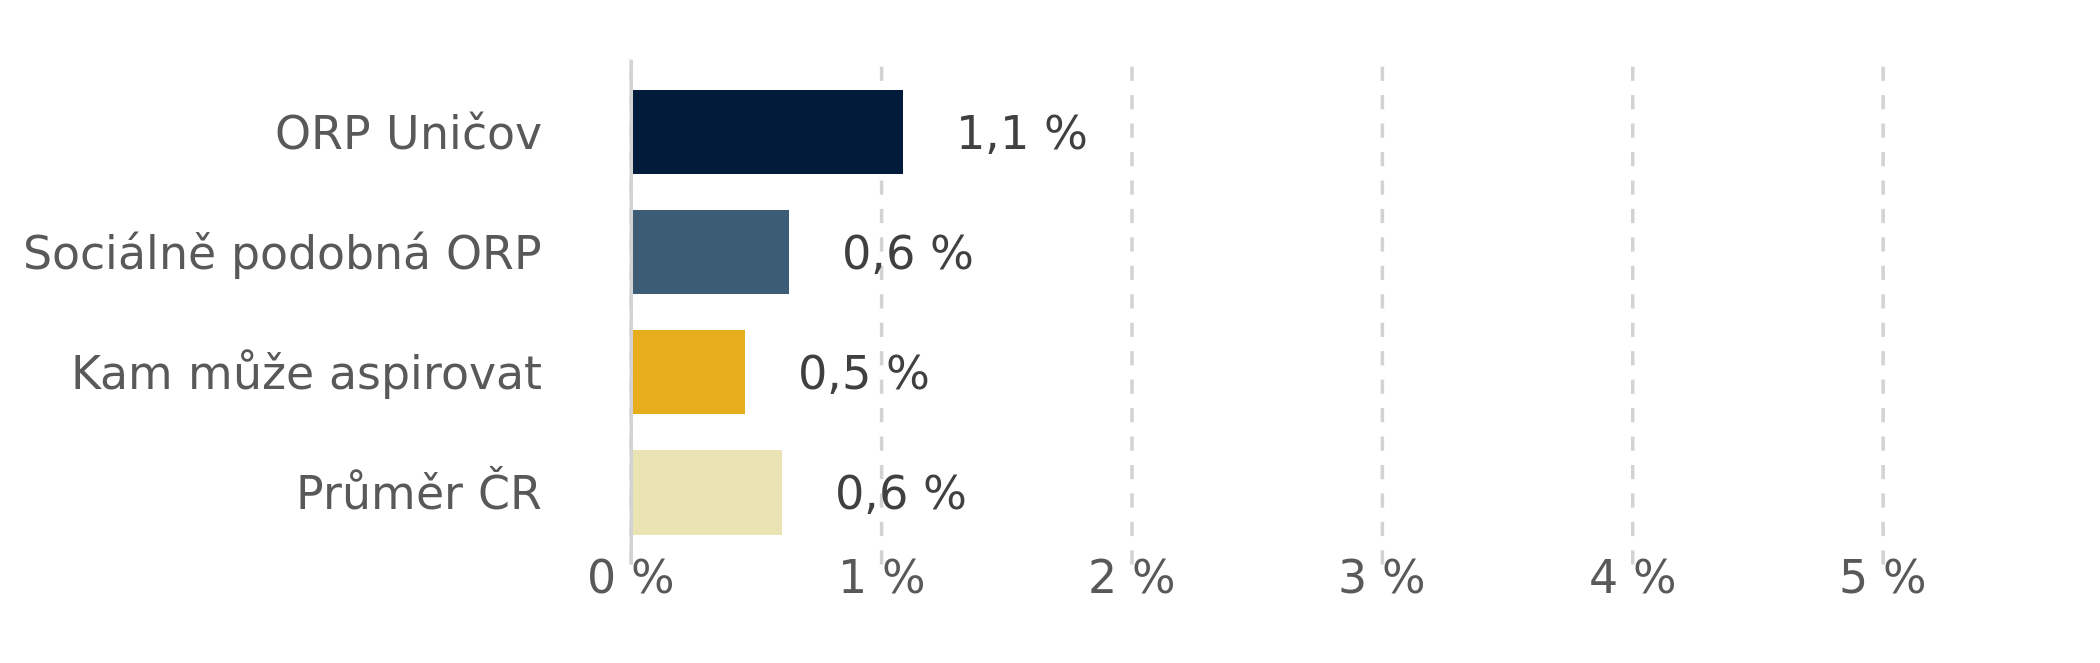 ORP Uničov 1,1 %
Sociálně podobná ORP 0,6 %
Kam může aspirovat 0,5 %
Průměr ČR 0,6 %
0 % 1 % 2 % 3 % 4 % 5 %